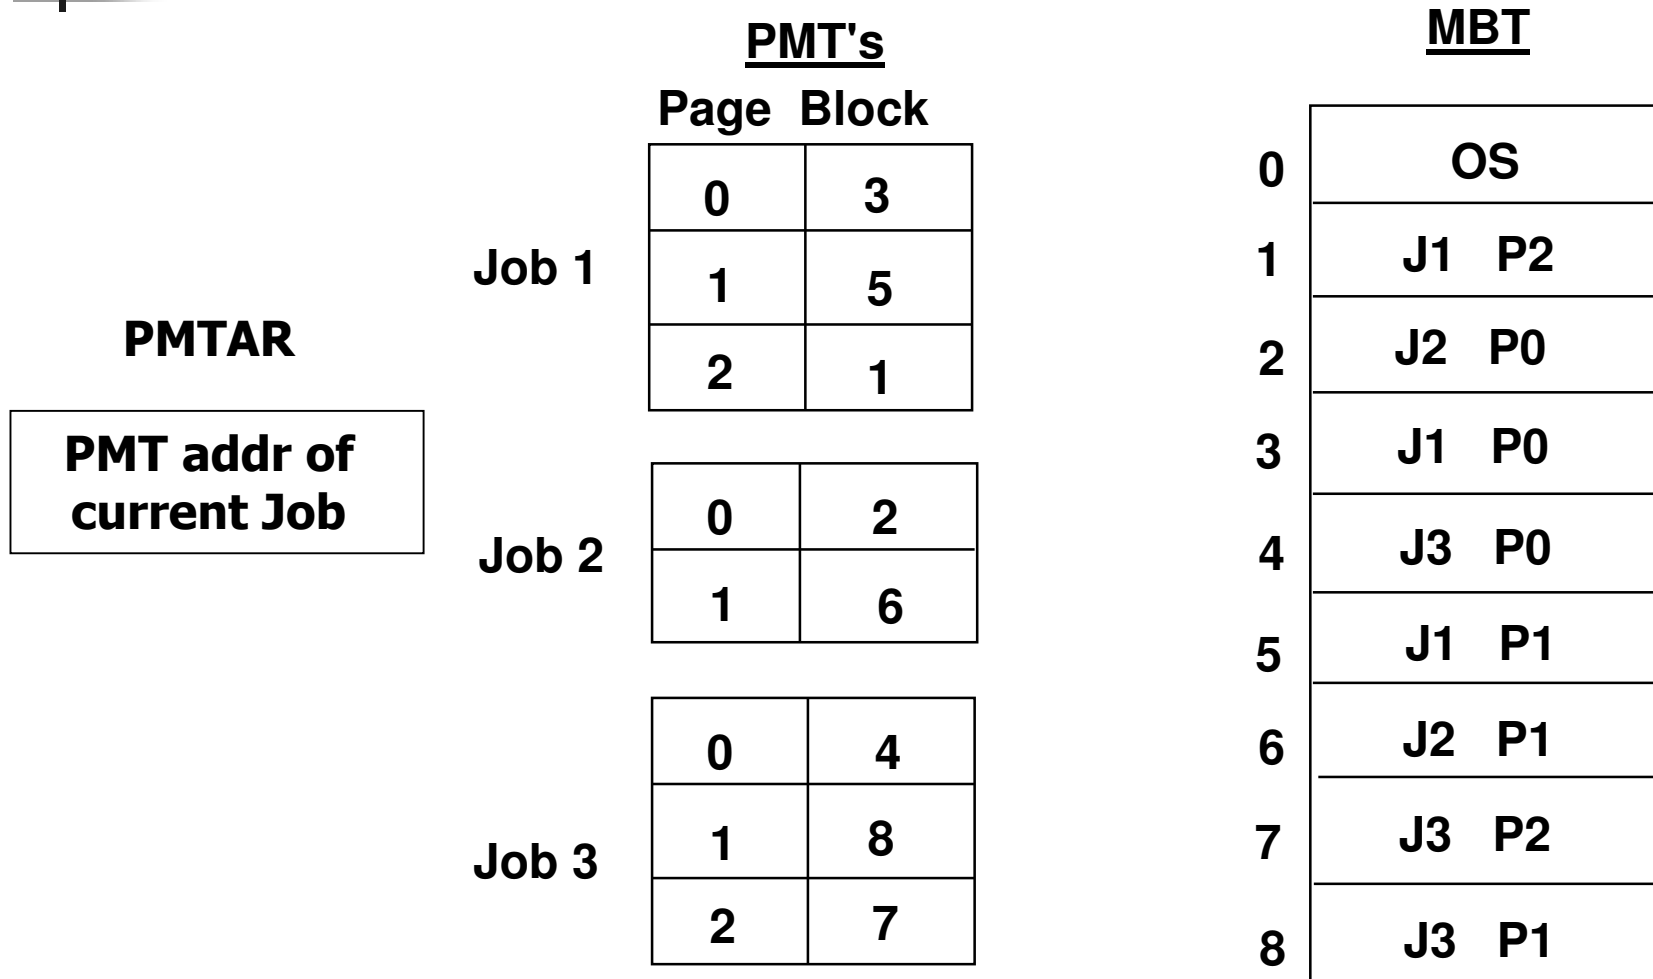 PMTAR
PMT addr of
current Job
PMT's
Page Block
Job 1
0 3
1 5
2 1
Job 2
0 2
1 6
Job 3
0 4
1 8
2 7
MBT
0 OS
1 J1 P2
2 J2 P0
3 J1 P0
4 J3 P0
5 J1 P1
6 J2 P1
7 J3 P2
8 J3 P1